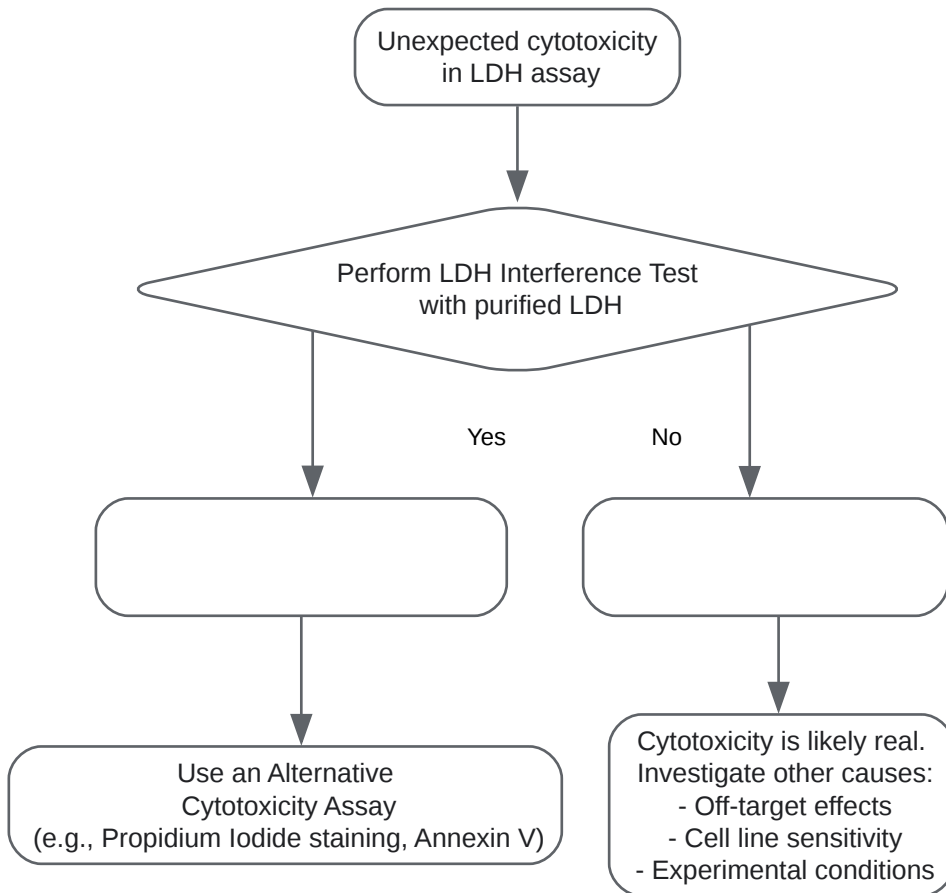 Unexpected cytotoxicity
in LDH assay
Perform LDH Interference Test
with purified LDH
Yes
No
Use an Alternative
Cytotoxicity Assay
(e.g., Propidium Iodide staining, Annexin V)
Cytotoxicity is likely real.
Investigate other causes:
- Off-target effects
- Cell line sensitivity
- Experimental conditions